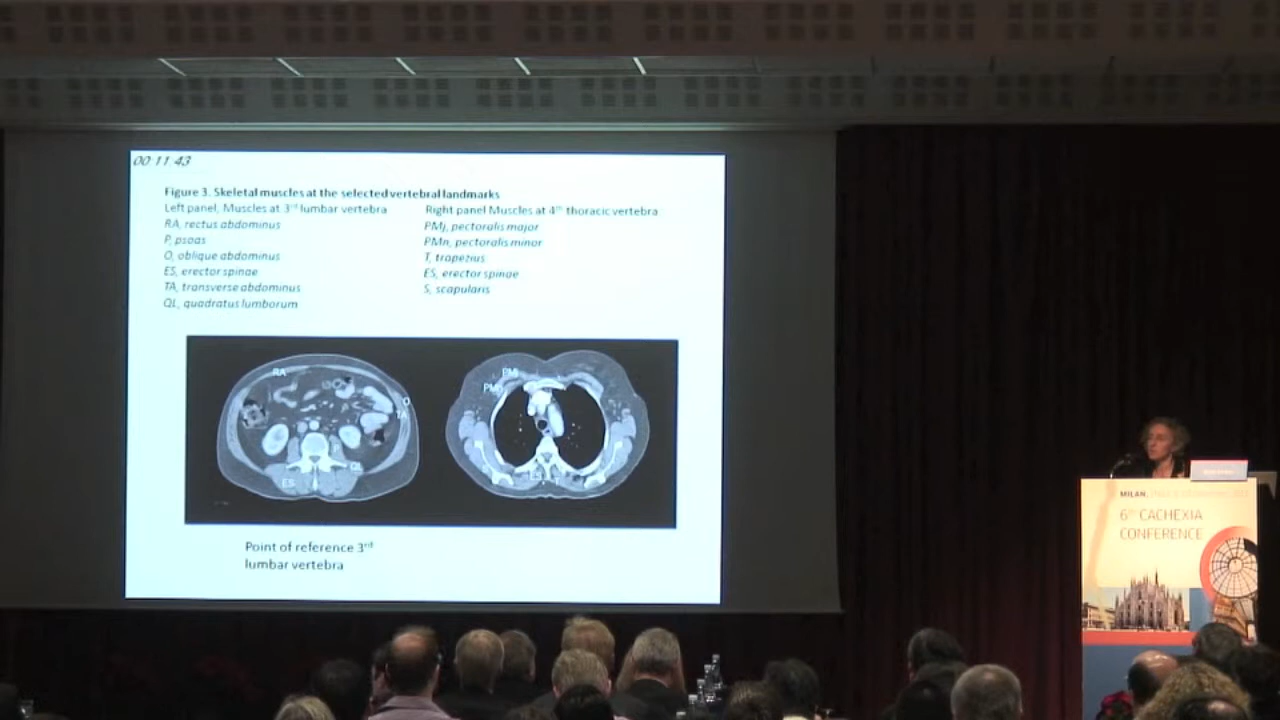 00 11 43
Figure 3. Skeletal muscles at the selected vertebral landmarks
Left panel, Muscles at 3rd lumbar vertebra
RA, rectus abdominus
P, psoas
O, oblique abdominus
ES, erector spinae
TA, transverse abdominus
QL, quadratus lumborum
Right panel Muscles at 4th thoracic vertebra
PMj, pectoralis major
PMn, pectoralis minor
T, trapezius
ES, erector spinae
S, scapularis
RA
O
TA
QL
ES
PMj
PMn
Point of reference 3rd
lumbar vertebra
MILAN,
6TH CACHEXIA
CONFERENCE